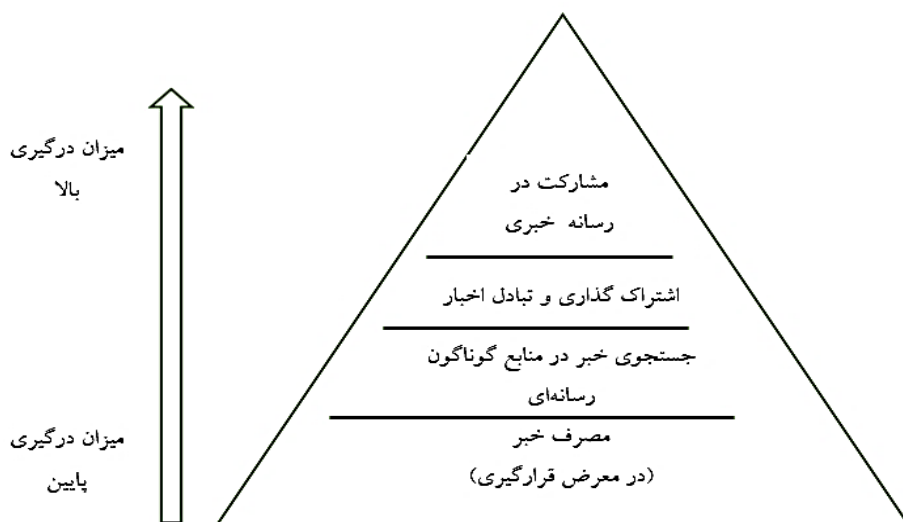 میزان درگیری
بالا
مشارکت در
رسانه خبری
اشتراک گذاری و تبادل اخبار
جستجوی خبر در منابع گوناگون
رسانه‌ای
میزان درگیری
پایین
مصرف خبر
(در معرض قرارگیری)